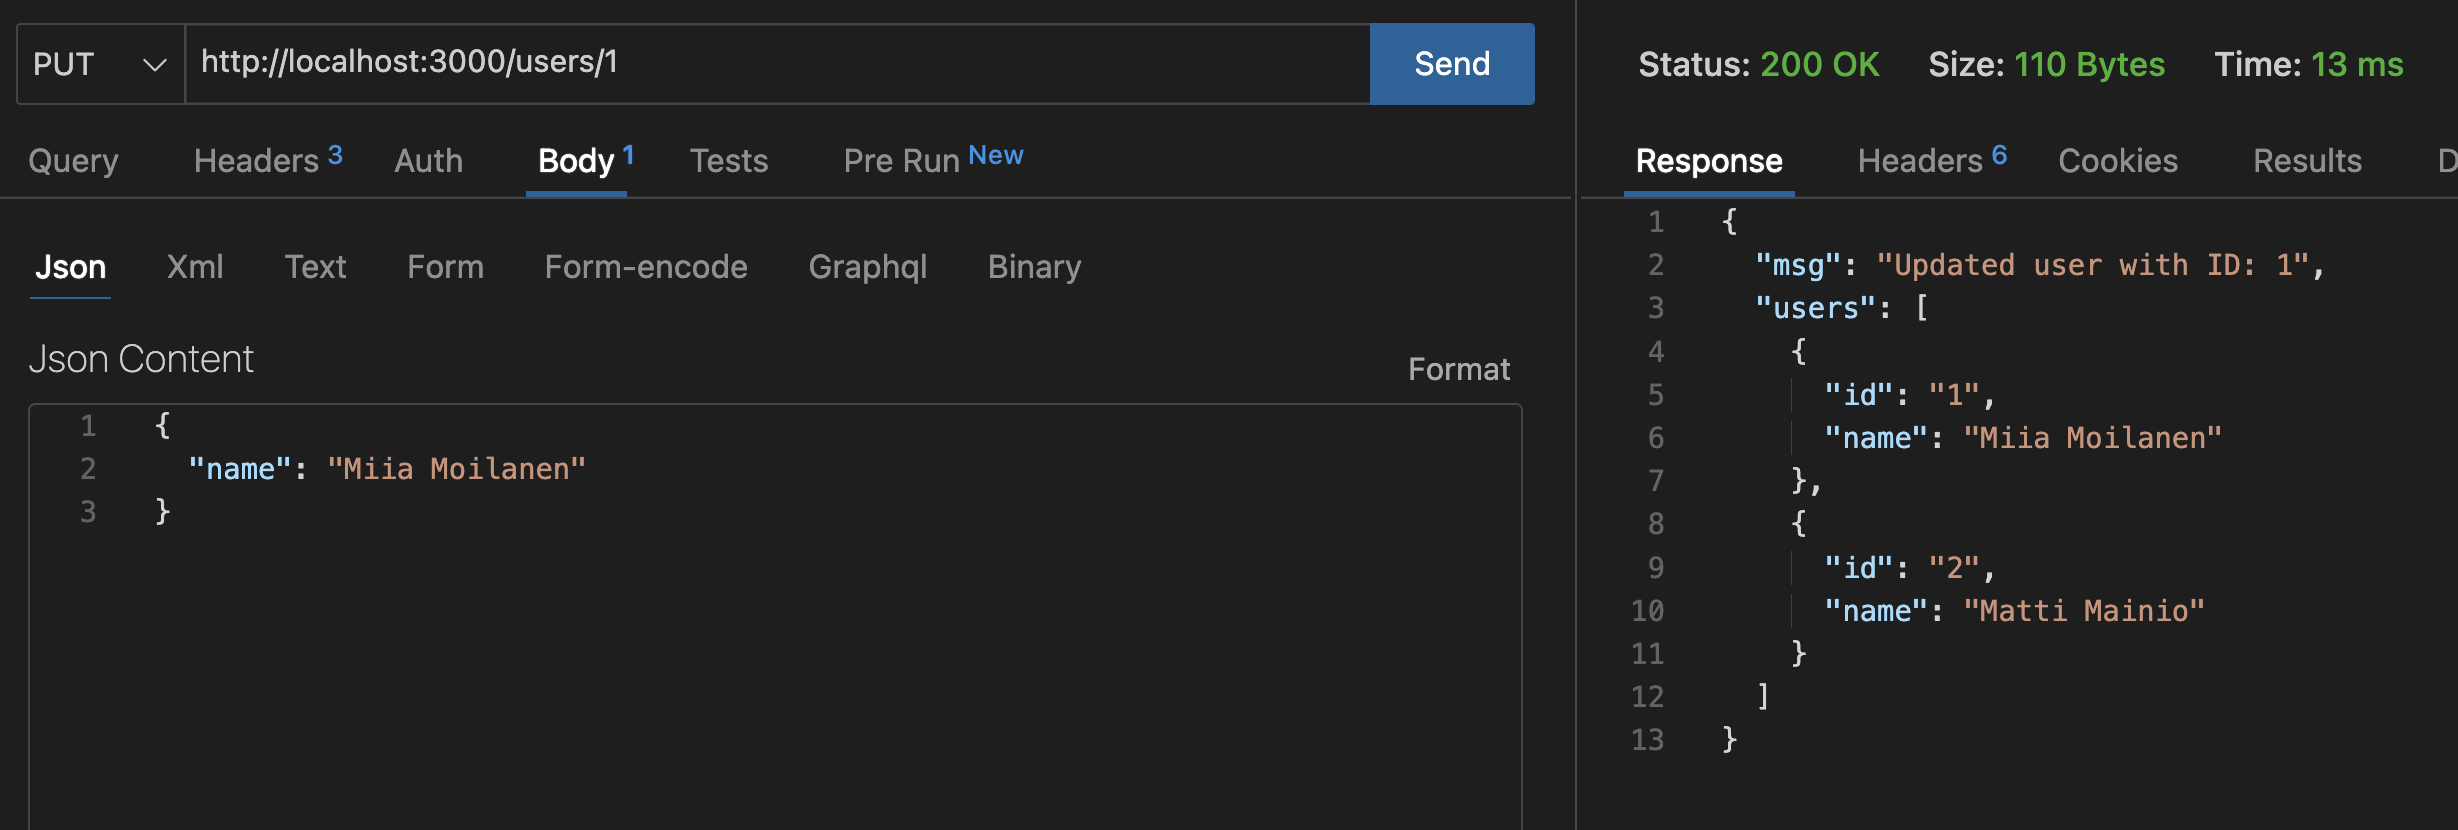 PUT http://localhost:3000/users/1 Send
Query Headers 3 Auth Body 1 Tests Pre Run New
Json Xml Text Form Form-encode Graphql Binary
Json Content
Format
1 {
2 "name": "Miia Moilanen"
3 }
Status: 200 OK Size: 110 Bytes Time: 13 ms
Response Headers 6 Cookies Results D
1 {
2 "msg": "Updated user with ID: 1",
3 "users": [
4 {
5 "id": "1",
6 "name": "Miia Moilanen"
7 },
8 {
9 "id": "2",
10 "name": "Matti Mainio"
11 }
12 ]
13 }